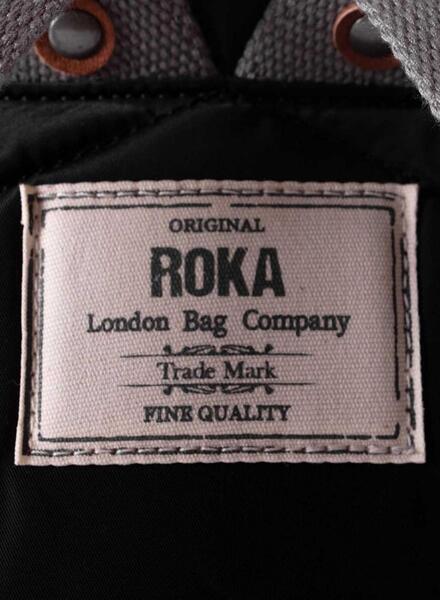 ORIGINAL
ROKA
London Bag Company
Trade Mark
FINE QUALITY